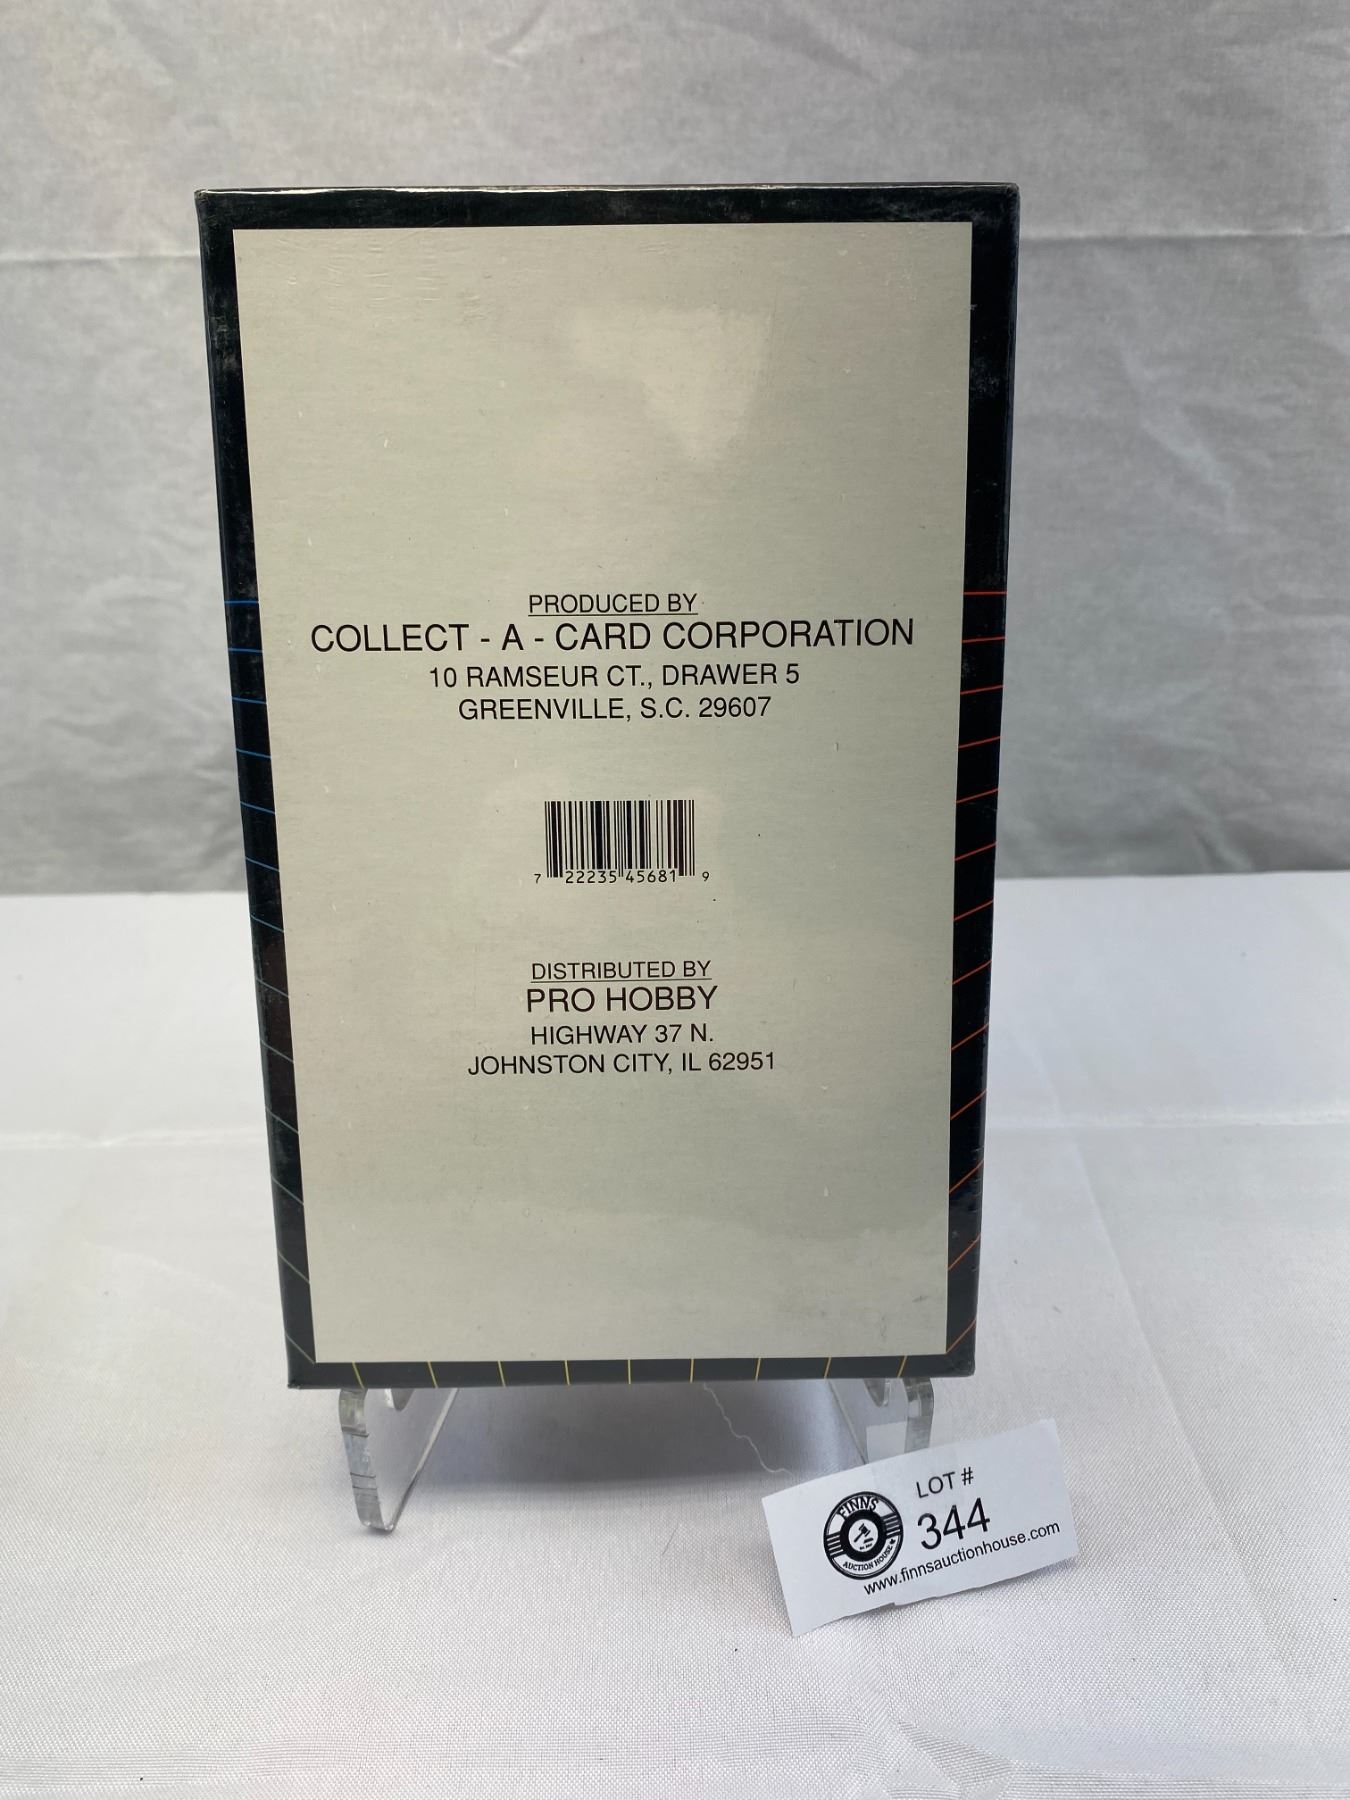 PRODUCED BY
COLLECT - A - CARD CORPORATION
10 RAMSEUR CT., DRAWER 5
GREENVILLE, S.C. 29607
7 22235 45681 9
DISTRIBUTED BY
PRO HOBBY
HIGHWAY 37 N.
JOHNSTON CITY, IL 62951
LOT #
344
FINNS
AUCTION HOUSE
www.finnsauctionhouse.com